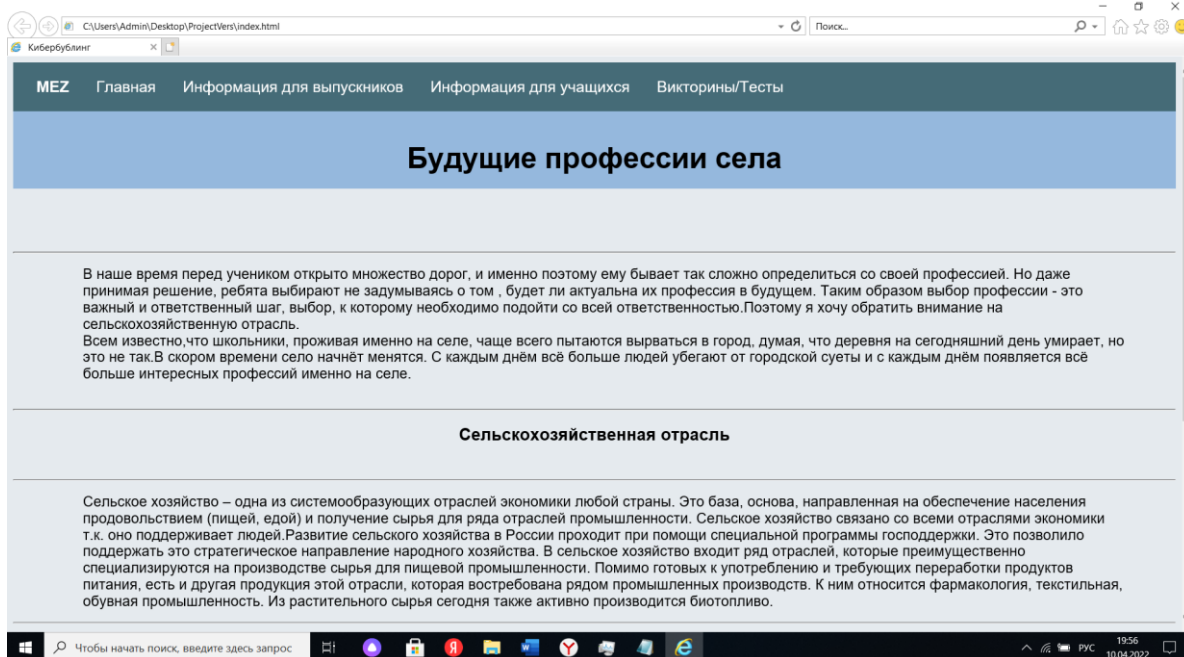 C:\Users\Admin\Desktop\ProjectVers\index.html
Поиск...
Кибербублинг
MEZ Главная Информация для выпускников Информация для учащихся Викторины/Тесты
Будущие профессии села
В наше время перед учеником открыто множество дорог, и именно поэтому ему бывает так сложно определиться со своей профессией. Но даже
принимая решение, ребята выбирают не задумываясь о том , будет ли актуальна их профессия в будущем. Таким образом выбор профессии - это
важный и ответственный шаг, выбор, к которому необходимо подойти со всей ответственностью.Поэтому я хочу обратить внимание на
сельскохозяйственную отрасль.
Всем известно,что школьники, проживая именно на селе, чаще всего пытаются вырваться в город, думая, что деревня на сегодняшний день умирает, но
это не так.В скором времени село начнёт менятся. С каждым днём всё больше людей убегают от городской суеты и с каждым днём появляется всё
больше интересных профессий именно на селе.
Сельскохозяйственная отрасль
Сельское хозяйство – одна из системообразующих отраслей экономики любой страны. Это база, основа, направленная на обеспечение населения
продовольствием (пищей, едой) и получение сырья для ряда отраслей промышленности. Сельское хозяйство связано со всеми отраслями экономики
т.к. оно поддерживает людей.Развитие сельского хозяйства в России проходит при помощи специальной программы господдержки. Это позволило
поддержать это стратегическое направление народного хозяйства. В сельское хозяйство входит ряд отраслей, которые преимущественно
специализируются на производстве сырья для пищевой промышленности. Помимо готовых к употреблению и требующих переработки продуктов
питания, есть и другая продукция этой отрасли, которая востребована рядом промышленных производств. К ним относится фармакология, текстильная,
обувная промышленность. Из растительного сырья сегодня также активно производится биотопливо.
Чтобы начать поиск, введите здесь запрос
РУС
19:56
10.04.2022